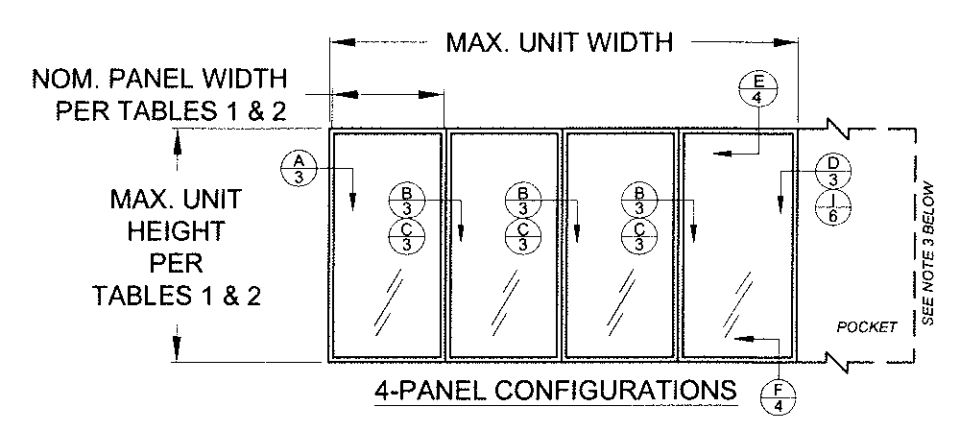 MAX. UNIT WIDTH
NOM. PANEL WIDTH
PER TABLES 1 & 2
E
4
A
3
D
3
J
6
MAX. UNIT
HEIGHT
PER
TABLES 1 & 2
B
3
C
3
B
3
C
3
B
3
C
3
SEE NOTE 3 BELOW
POCKET
4-PANEL CONFIGURATIONS
F
4